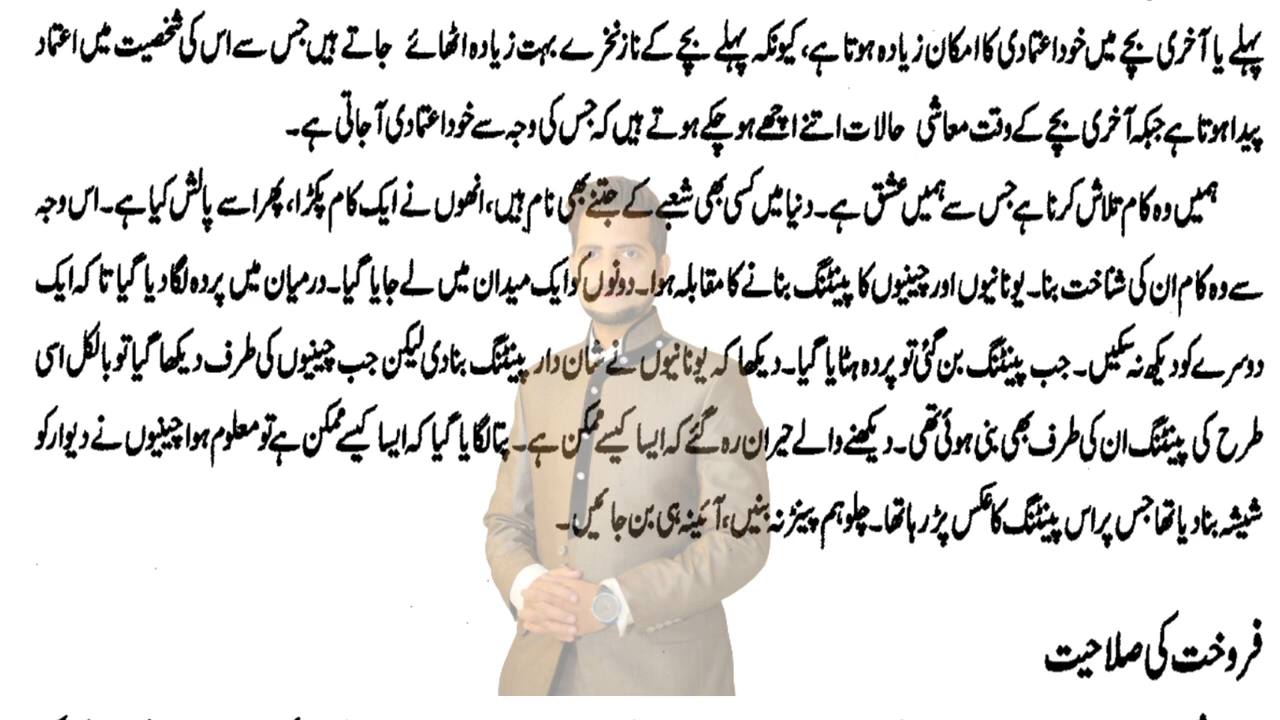 پہلے یا آخری بچے میں خود اعتمادی کا امکان زیادہ ہوتا ہے، کیونکہ پہلے بچے کے ناز نخرے بہت زیادہ اٹھائے جاتے ہیں جس سے اس کی شخصیت میں اعتماد
پیدا ہوتا ہے جبکہ آخری بچے کے وقت معاشی حالات اتنے اچھے ہو چکے ہوتے ہیں کہ جس کی وجہ سے خود اعتمادی آجاتی ہے۔
ہمیں وہ کام تلاش کرنا ہے جس سے ہمیں عشق ہے۔ دنیا میں کسی بھی شعبے کے جتنے بھی نام ہیں، انھوں نے ایک کام پکڑا، پھر اسے پالش کیا ہے۔ اس وجہ
سے وہ کام ان کی شناخت بنا۔ یونانیوں اور چینیوں کا پینٹنگ بنانے کا مقابلہ ہوا۔ دونوں کو ایک میدان میں لے جایا گیا۔ درمیان میں پردہ لگا دیا گیا تاکہ ایک
دوسرے کو دیکھ نہ سکیں۔ جب پینٹنگ بن گئی تو پردہ ہٹایا گیا۔ دیکھا کہ یونانیوں نے شان دار پینٹنگ بنا دی لیکن جب چینیوں کی طرف دیکھا گیا تو بالکل اسی
طرح کی پینٹنگ ان کی طرف بھی بنی ہوئی تھی۔ دیکھنے والے حیران رہ گئے کہ ایسا کیسے ممکن ہے۔ پتا لگایا گیا کہ ایسا کیسے ممکن ہے تو معلوم ہوا چینیوں نے دیوار کو
شیشہ بنا دیا تھا جس پر اس پینٹنگ کا عکس پڑ رہا تھا۔ چلو ہم پینٹر نہ بنیں، آئینہ ہی بن جائیں۔
فروخت کی صلاحیت